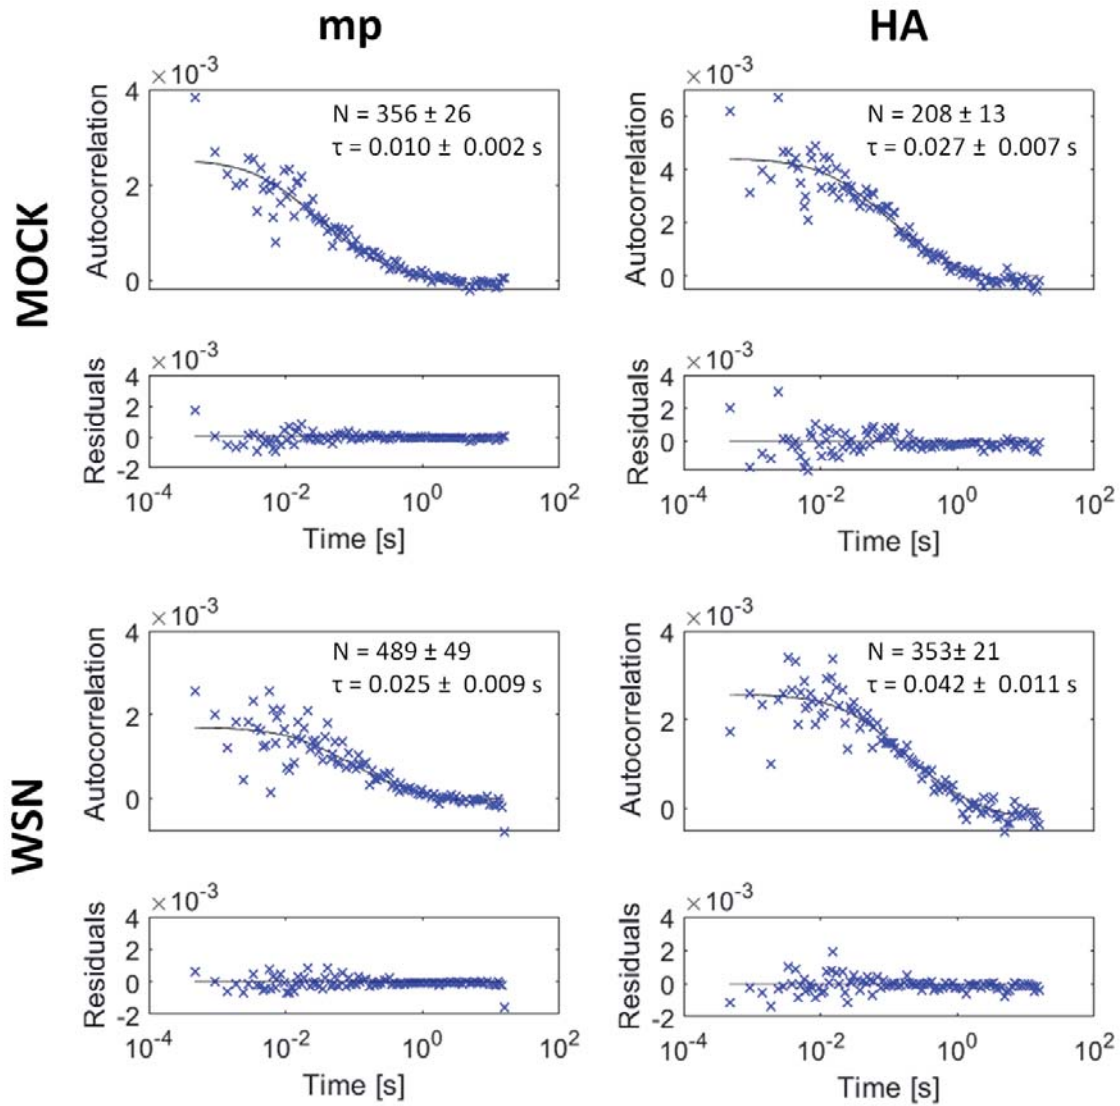 mp HA
MOCK
×10⁻³ ×10⁻³
Autocorrelation Autocorrelation
4 2 0
6 4 2 0
N = 356 ± 26
τ = 0.010 ± 0.002 s
N = 208 ± 13
τ = 0.027 ± 0.007 s
×10⁻³ ×10⁻³
Residuals Residuals
4 2 0 -2
4 2 0
10⁻⁴ 10⁻² 10⁰ 10²
10⁻⁴ 10⁻² 10⁰ 10²
Time [s] Time [s]
WSN
×10⁻³ ×10⁻³
Autocorrelation Autocorrelation
4 2 0
4 2 0
N = 489 ± 49
τ = 0.025 ± 0.009 s
N = 353± 21
τ = 0.042 ± 0.011 s
×10⁻³ ×10⁻³
Residuals Residuals
4 2 0 -2
4 2 0 -2
10⁻⁴ 10⁻² 10⁰ 10²
10⁻⁴ 10⁻² 10⁰ 10²
Time [s] Time [s]